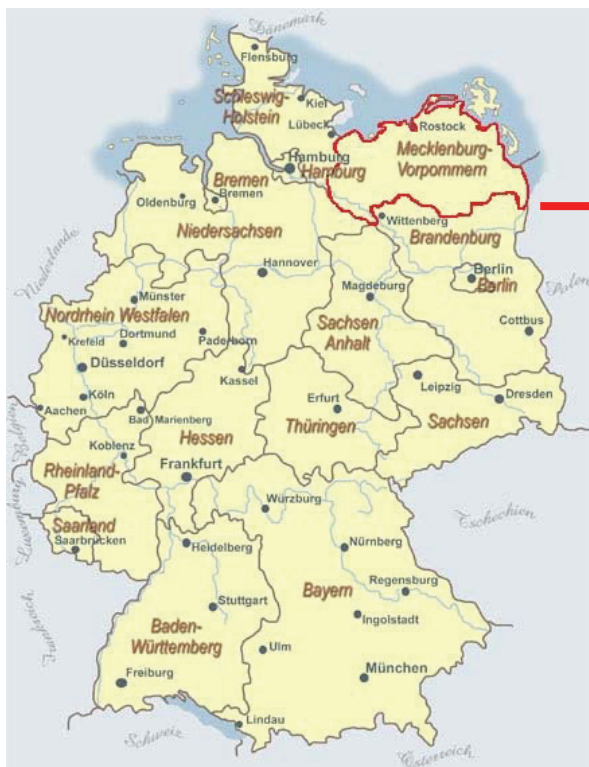 Dänemark
Flensburg
Schleswig-
Holstein
Kiel
Lübeck
Rostock
Mecklenburg-
Vorpommern
Hamburg
Hamburg
Bremen
Bremen
Oldenburg
Niedersachsen
Wittenberg
Brandenburg
Niederlande
Hannover
Berlin
Berlin
Polen
Magdeburg
Münster
Nordrhein Westfalen
Dortmund
Krefeld
Paderborn
Sachsen
Anhalt
Cottbus
Düsseldorf
Kassel
Leipzig
Dresden
Köln
Aachen
Bad Marienberg
Erfurt
Thüringen
Sachsen
Hessen
Belgien
Koblenz
Rheinland-
Pfalz
Frankfurt
Luxemburg
Würzburg
Tschechien
Saarland
Saarbrücken
Heidelberg
Nürnberg
Regensburg
Bayern
Stuttgart
Ingolstadt
Frankreich
Baden-
Württemberg
Ulm
Freiburg
München
Lindau
Schweiz
Österreich